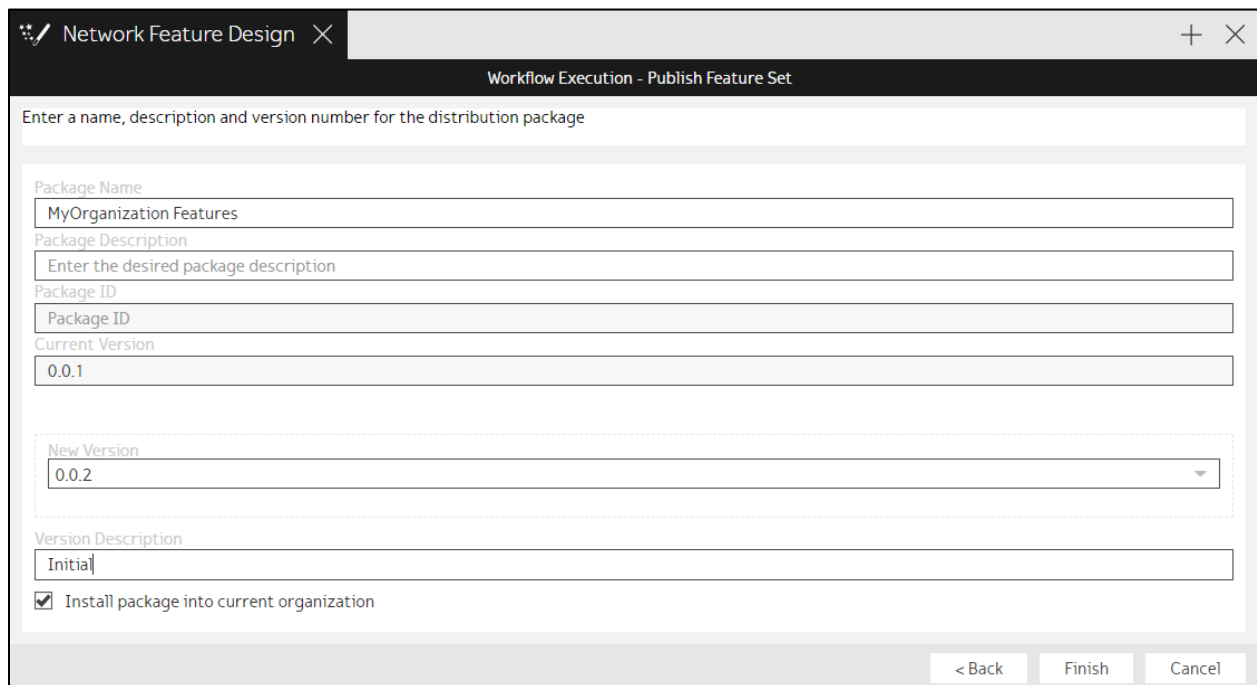 Network Feature Design
Workflow Execution - Publish Feature Set
Enter a name, description and version number for the distribution package
Package Name
MyOrganization Features
Package Description
Enter the desired package description
Package ID
Package ID
Current Version
0.0.1
New Version
0.0.2
Version Description
Initial
Install package into current organization
< Back Finish Cancel